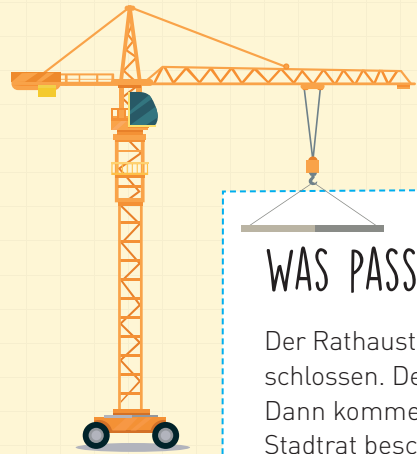 WAS PASS
Der Rathaust
schlossen. De
Dann komme
Stadtrat besc